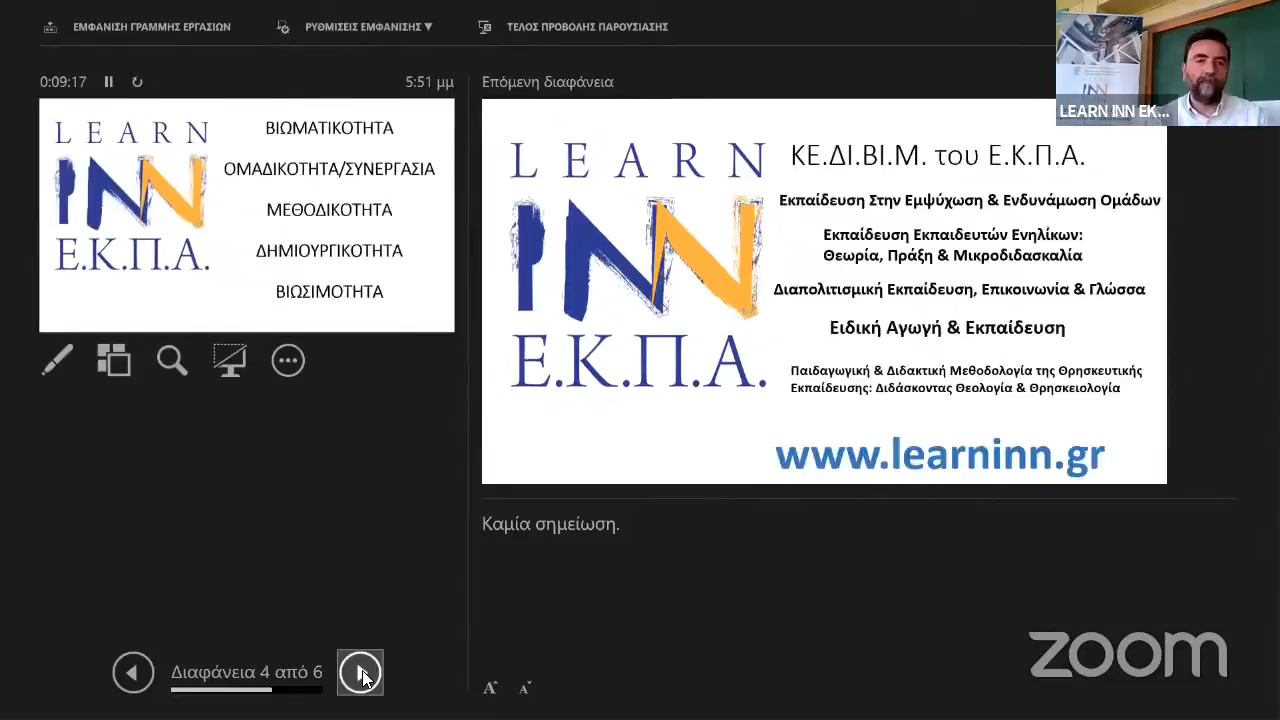 ΕΜΦΑΝΙΣΗ ΓΡΑΜΜΗΣ ΕΡΓΑΣΙΩΝ
ΡΥΘΜΙΣΕΙΣ ΕΜΦΑΝΙΣΗΣ ▼
ΤΕΛΟΣ ΠΡΟΒΟΛΗΣ ΠΑΡΟΥΣΙΑΣΗΣ
0:09:17
5:51 μμ
LEARN
INN
Ε.Κ.Π.Α.
ΒΙΩΜΑΤΙΚΟΤΗΤΑ
ΟΜΑΔΙΚΟΤΗΤΑ/ΣΥΝΕΡΓΑΣΙΑ
ΜΕΘΟΔΙΚΟΤΗΤΑ
ΔΗΜΙΟΥΡΓΙΚΟΤΗΤΑ
ΒΙΩΣΙΜΟΤΗΤΑ
Διαφάνεια 4 από 6
Επόμενη διαφάνεια
LEARN
INN
Ε.Κ.Π.Α.
ΚΕ.ΔΙ.ΒΙ.Μ. του Ε.Κ.Π.Α.
Εκπαίδευση Στην Εμψύχωση & Ενδυνάμωση Ομάδων
Εκπαίδευση Εκπαιδευτών Ενηλίκων:
Θεωρία, Πράξη & Μικροδιδασκαλία
Διαπολιτισμική Εκπαίδευση, Επικοινωνία & Γλώσσα
Ειδική Αγωγή & Εκπαίδευση
Παιδαγωγική & Διδακτική Μεθοδολογία της Θρησκευτικής
Εκπαίδευσης: Διδάσκοντας Θεολογία & Θρησκειολογία
www.learninn.gr
Καμία σημείωση.
LEARN INN EK...
zoom